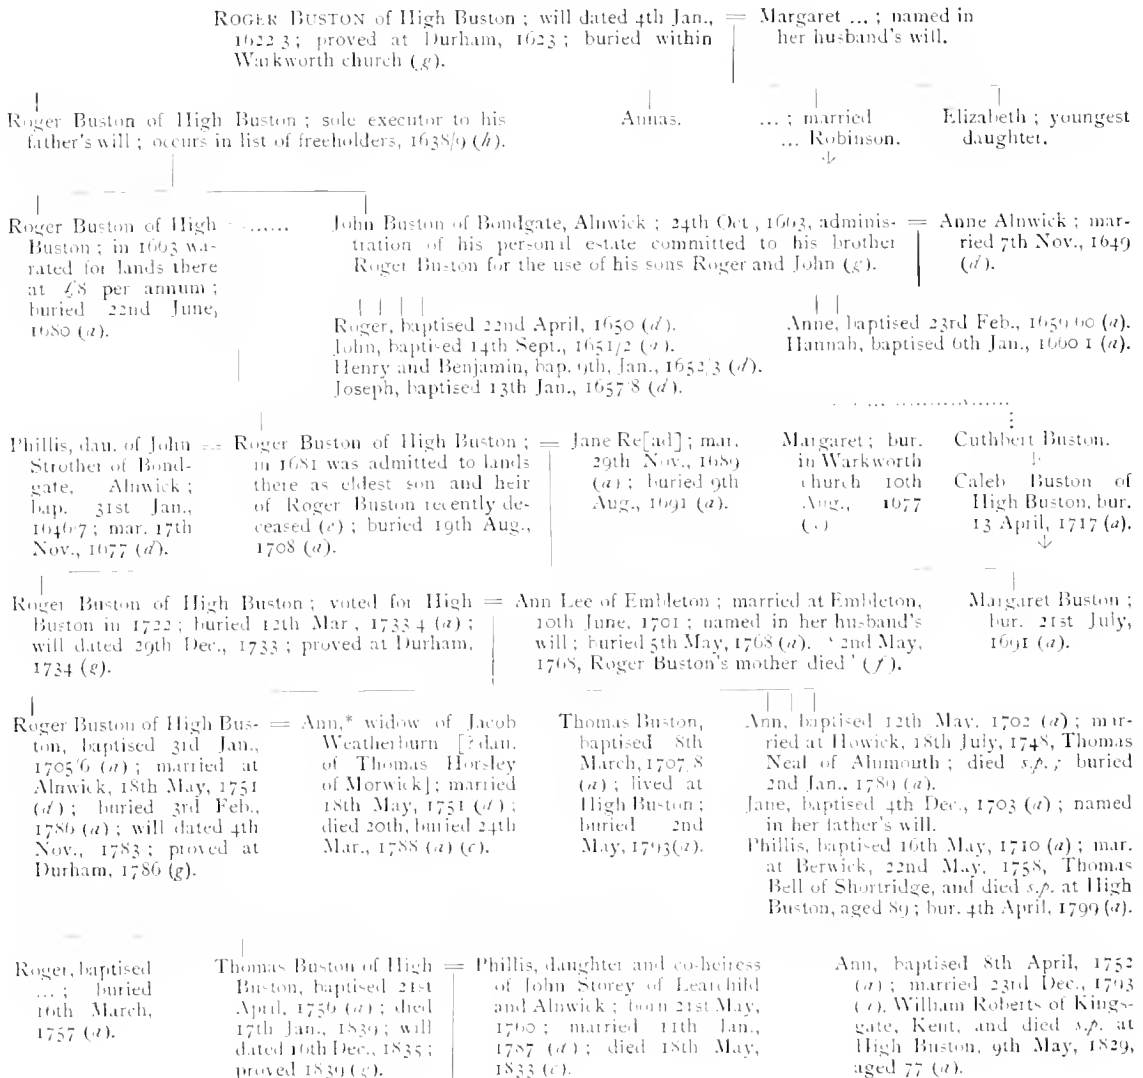 ROGER BUSTON of High Buston ; will dated 4th Jan.,
1622/3 ; proved at Durham, 1623 ; buried within
Warkworth church (g).
= Margaret ... ; named in
her husband's will.
Roger Buston of High Buston ; sole executor to his
father's will ; occurs in list of freeholders, 1638/9 (h).
Annas.
... ; married
... Robinson.
Elizabeth ; youngest
daughter.
Roger Buston of High
Buston ; in 1663 was
rated for lands there
at £8 per annum ;
buried 22nd June,
1680 (a).
John Buston of Bondgate, Alnwick ; 24th Oct., 1663, adminis-
tration of his personal estate committed to his brother
Roger Buston for the use of his sons Roger and John (g).
= Anne Alnwick ; mar-
ried 7th Nov., 1649
(d).
Roger, baptised 22nd April, 1650 (d).
John, baptised 14th Sept., 1651/2 (a).
Henry and Benjamin, bap. 9th, Jan., 1652/3 (d).
Joseph, baptised 13th Jan., 1657/8 (d).
Anne, baptised 23rd Feb., 1659/60 (a).
Hannah, baptised 6th Jan., 1660/1 (a).
Phillis, dau. of John
Strother of Bond-
gate, Alnwick ;
bap. 31st Jan.,
1646/7 ; mar. 17th
Nov., 1677 (d).
= Roger Buston of High Buston ;
in 1681 was admitted to lands
there as eldest son and heir
of Roger Buston recently de-
ceased (e) ; buried 19th Aug.,
1708 (a).
= Jane Re[ad] ; mar.
29th Nov., 1689
(a) ; buried 9th
Aug., 1691 (a).
Margaret ; bur.
in Warkworth
church 10th
Aug., 1677
Cuthbert Buston.
Caleb Buston of
High Buston, bur.
13 April, 1717 (a).
Roger Buston of High Buston ; voted for High
Buston in 1722 ; buried 12th Mar., 1733/4 (a) ;
will dated 29th Dec., 1733 ; proved at Durham,
1734 (g).
= Ann Lee of Embleton ; married at Embleton,
10th June, 1701 ; named in her husband's
will ; buried 5th May, 1768 (a). ' 2nd May,
1768, Roger Buston's mother died ' (f).
Margaret Buston ;
bur. 21st July,
1691 (a).
Roger Buston of High Bus-
ton, baptised 3rd Jan.,
1705/6 (a) ; married at
Alnwick, 18th May, 1751
(d) ; buried 3rd Feb.,
1786 (a) ; will dated 4th
Nov., 1783 ; proved at
Durham, 1786 (g).
= Ann,* widow of Jacob
Weatherburn [? dau.
of Thomas Horsley
of Morwick] ; married
18th May, 1751 (d) ;
died 20th, buried 24th
Mar., 1788 (a) (c).
Thomas Buston,
baptised 8th
March, 1707/8
(a) ; lived at
High Buston ;
buried 2nd
May, 1793(a).
Ann, baptised 12th May, 1702 (a) ; mar-
ried at Howick, 18th July, 1748, Thomas
Neal of Alnmouth ; died s.p. ; buried
2nd Jan., 1789 (a).
Jane, baptised 4th Dec., 1703 (a) ; named
in her father's will.
Phillis, baptised 16th May, 1710 (a) ; mar.
at Berwick, 22nd May, 1758, Thomas
Bell of Shortridge, and died s.p. at High
Buston, aged 89 ; bur. 4th April, 1799 (a).
Roger, baptised
... ; buried
16th March,
1757 (a).
Thomas Buston of High
Buston, baptised 21st
April, 1756 (a) ; died
17th Jan., 1839 ; will
dated 16th Dec., 1835 ;
proved 1839 (g).
= Phillis, daughter and co-heiress
of John Storey of Learchild
and Alnwick ; born 21st May,
1760 ; married 11th Jan.,
1787 (d) ; died 18th May,
1833 (c).
Ann, baptised 8th April, 1752
(a) ; married 23rd Dec., 1793
William Roberts of Kings-
gate, Kent, and died s.p. at
High Buston, 9th May, 1829,
aged 77 (a).